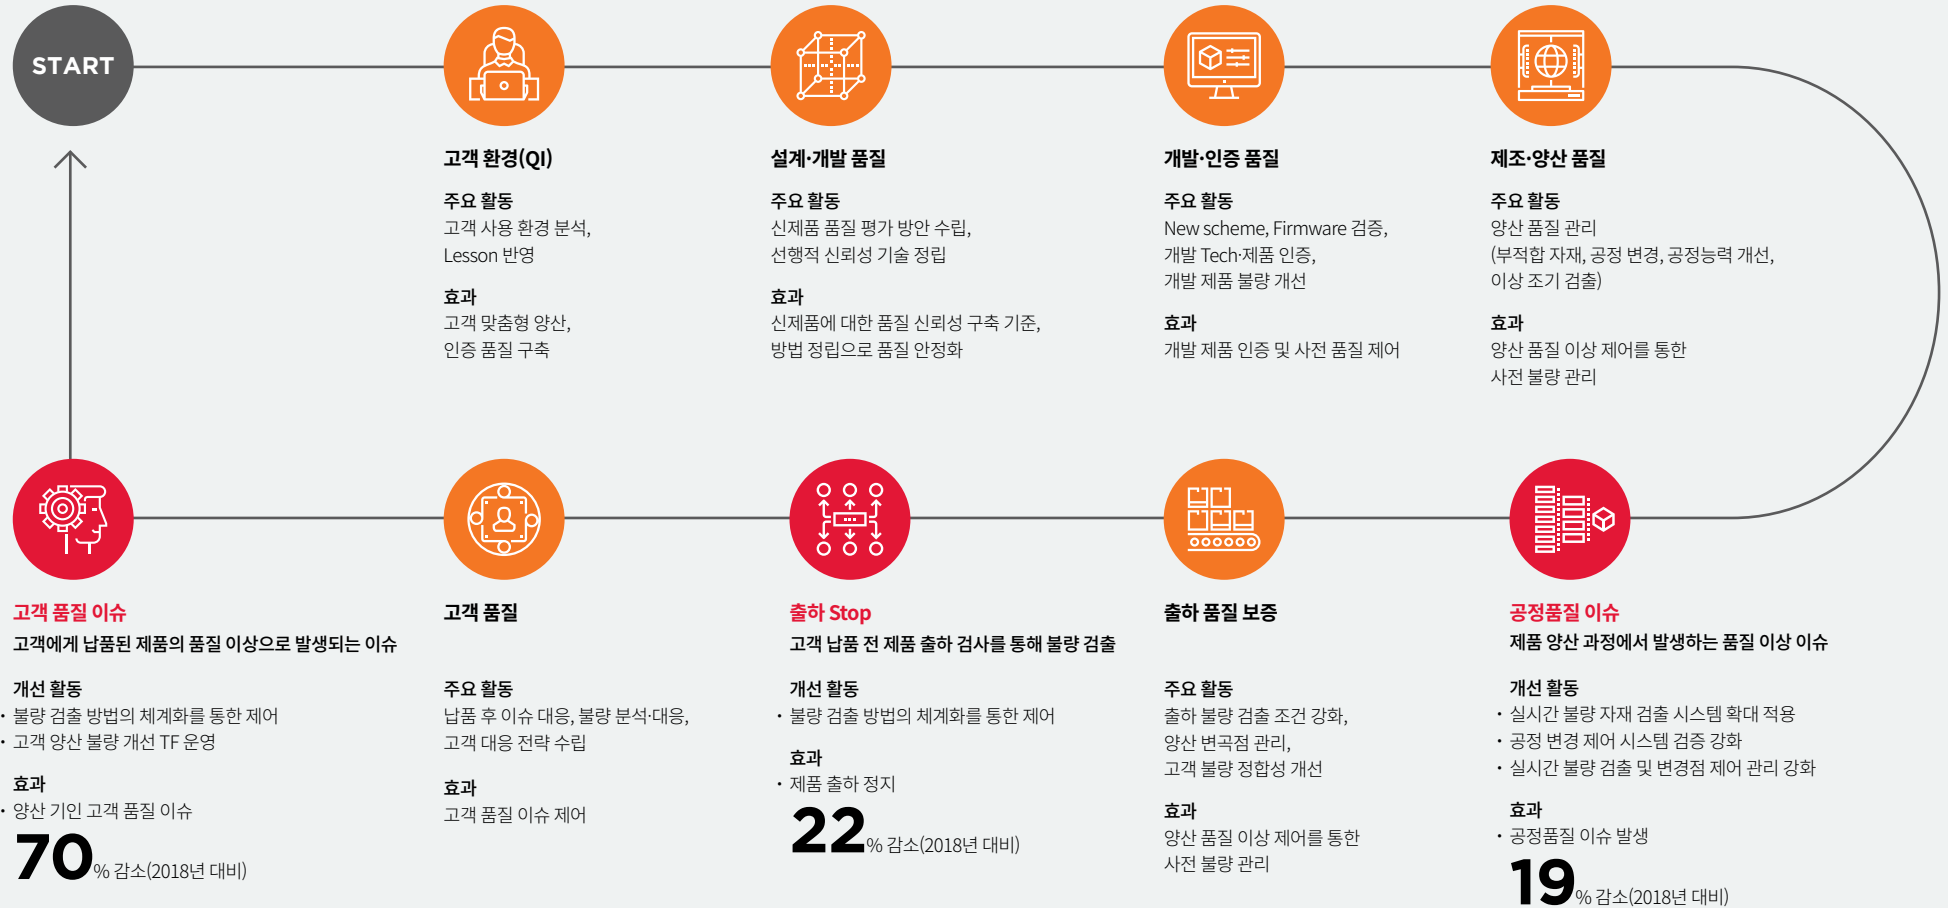 START
고객 환경(QI)
주요 활동
고객 사용 환경 분석,
Lesson 반영
효과
고객 맞춤형 양산,
인증 품질 구축
설계·개발 품질
주요 활동
신제품 품질 평가 방안 수립,
선행적 신뢰성 기술 정립
효과
신제품에 대한 품질 신뢰성 구축 기준,
방법 정립으로 품질 안정화
개발·인증 품질
주요 활동
New scheme, Firmware 검증,
개발 Tech·제품 인증,
개발 제품 불량 개선
효과
개발 제품 인증 및 사전 품질 제어
제조·양산 품질
주요 활동
양산 품질 관리
(부적합 자재, 공정 변경, 공정능력 개선,
이상 조기 검출)
효과
양산 품질 이상 제어를 통한
사전 불량 관리
고객 품질 이슈
고객에게 납품된 제품의 품질 이상으로 발생되는 이슈
개선 활동
· 불량 검출 방법의 체계화를 통한 제어
· 고객 양산 불량 개선 TF 운영
효과
· 양산 기인 고객 품질 이슈
70% 감소(2018년 대비)
고객 품질
주요 활동
납품 후 이슈 대응, 불량 분석·대응,
고객 대응 전략 수립
효과
고객 품질 이슈 제어
출하 Stop
고객 납품 전 제품 출하 검사를 통해 불량 검출
개선 활동
· 불량 검출 방법의 체계화를 통한 제어
효과
· 제품 출하 정지
22% 감소(2018년 대비)
출하 품질 보증
주요 활동
출하 불량 검출 조건 강화,
양산 변곡점 관리,
고객 불량 정합성 개선
효과
양산 품질 이상 제어를 통한
사전 불량 관리
공정품질 이슈
제품 양산 과정에서 발생하는 품질 이상 이슈
개선 활동
· 실시간 불량 자재 검출 시스템 확대 적용
· 공정 변경 제어 시스템 검증 강화
· 실시간 불량 검출 및 변경점 제어 관리 강화
효과
· 공정품질 이슈 발생
19% 감소(2018년 대비)